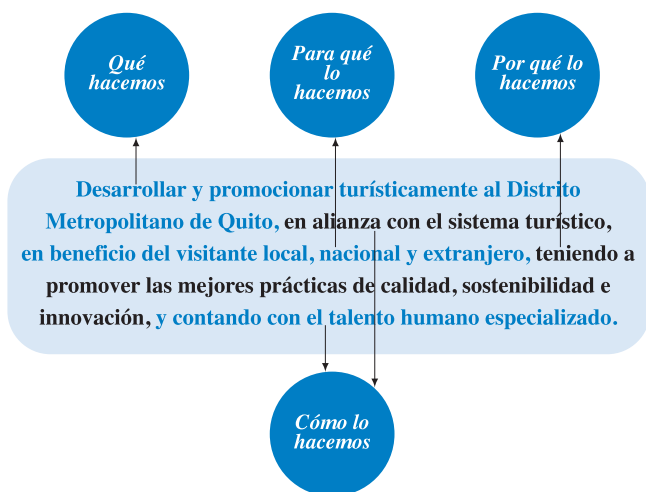 Qué
hacemos
Para qué
lo
hacemos
Por qué lo
hacemos
Desarrollar y promocionar turísticamente al Distrito
Metropolitano de Quito, en alianza con el sistema turístico,
en beneficio del visitante local, nacional y extranjero, teniendo a
promover las mejores prácticas de calidad, sostenibilidad e
innovación, y contando con el talento humano especializado.
Cómo lo
hacemos